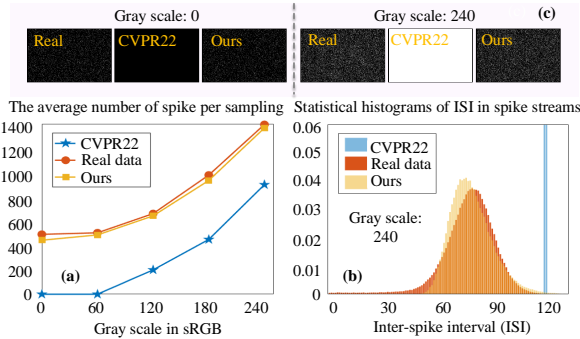 Gray scale: 0
Gray scale: 240 (c)
Real CVPR22 Ours
Real CVPR22 Ours
The average number of spike per sampling
Statistical histograms of ISI in spike streams
1400
1200
1000
800
600
400
200
0
CVPR22
Real data
Ours
(a)
0 60 120 180 240
Gray scale in sRGB
0.06
0.05
0.04
0.03
0.02
0.01
0
CVPR22
Real data
Ours
Gray scale:
240
(b)
0 30 60 90 120
Inter-spike interval (ISI)